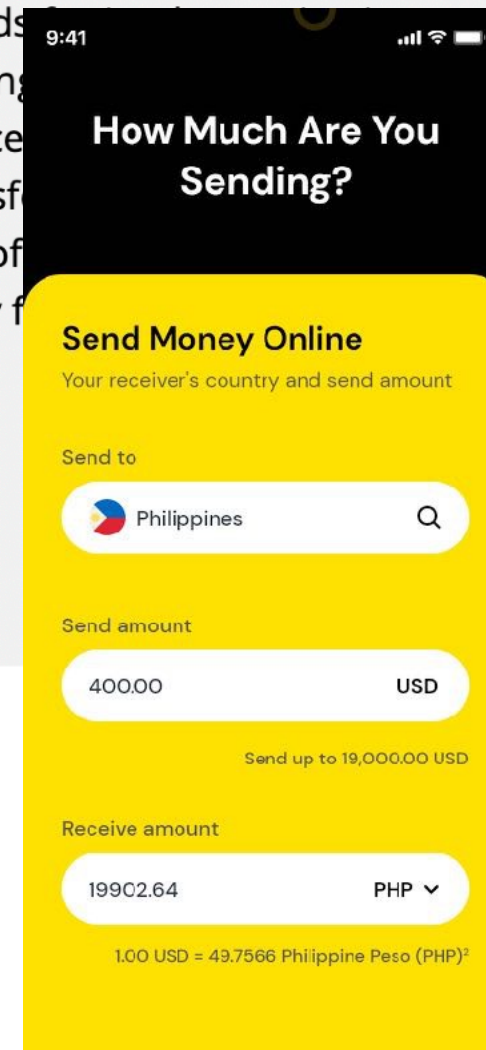 9:41
How Much Are You
Sending?
Send Money Online
Your receiver's country and send amount
Send to
Philippines
Send amount
400.00 USD
Send up to 19,000.00 USD
Receive amount
19902.64 PHP
1.00 USD = 49.7566 Philippine Peso (PHP)²